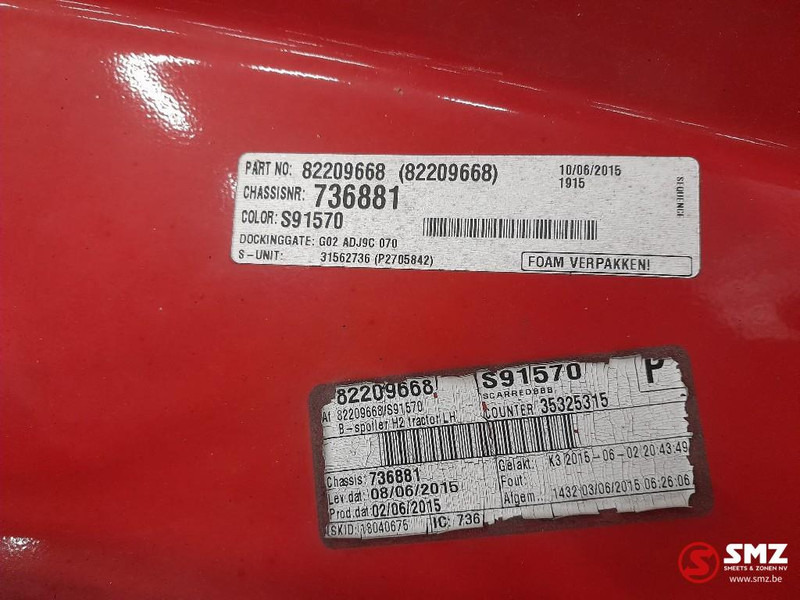 PART NO: 82209668 (82209668) 10/06/2015
CHASSISNR: 736881 1915
COLOR: S91570
DOCKINGGATE: G02 ADJ9C 070
S-UNIT: 31562736 (P2705842)
FOAM VERPAKKEN!
SEQUENCE
82209668 S91570 P
SCARRED6BB
Af 82209668/S91570 COUNTER 35325315
B-spoiler H2 tractor LH
Chassis: 736881 Gelakt: K3 2015-06-02 20:43:49
Lev.dat: 08/06/2015 Fout:
Prod.dat: 02/06/2015 Afgem 1432 03/06/2015 06:26:06
SKID: 18040675 IC: 736
SMZ
SHEETS & ZONEN NV
www.smz.be